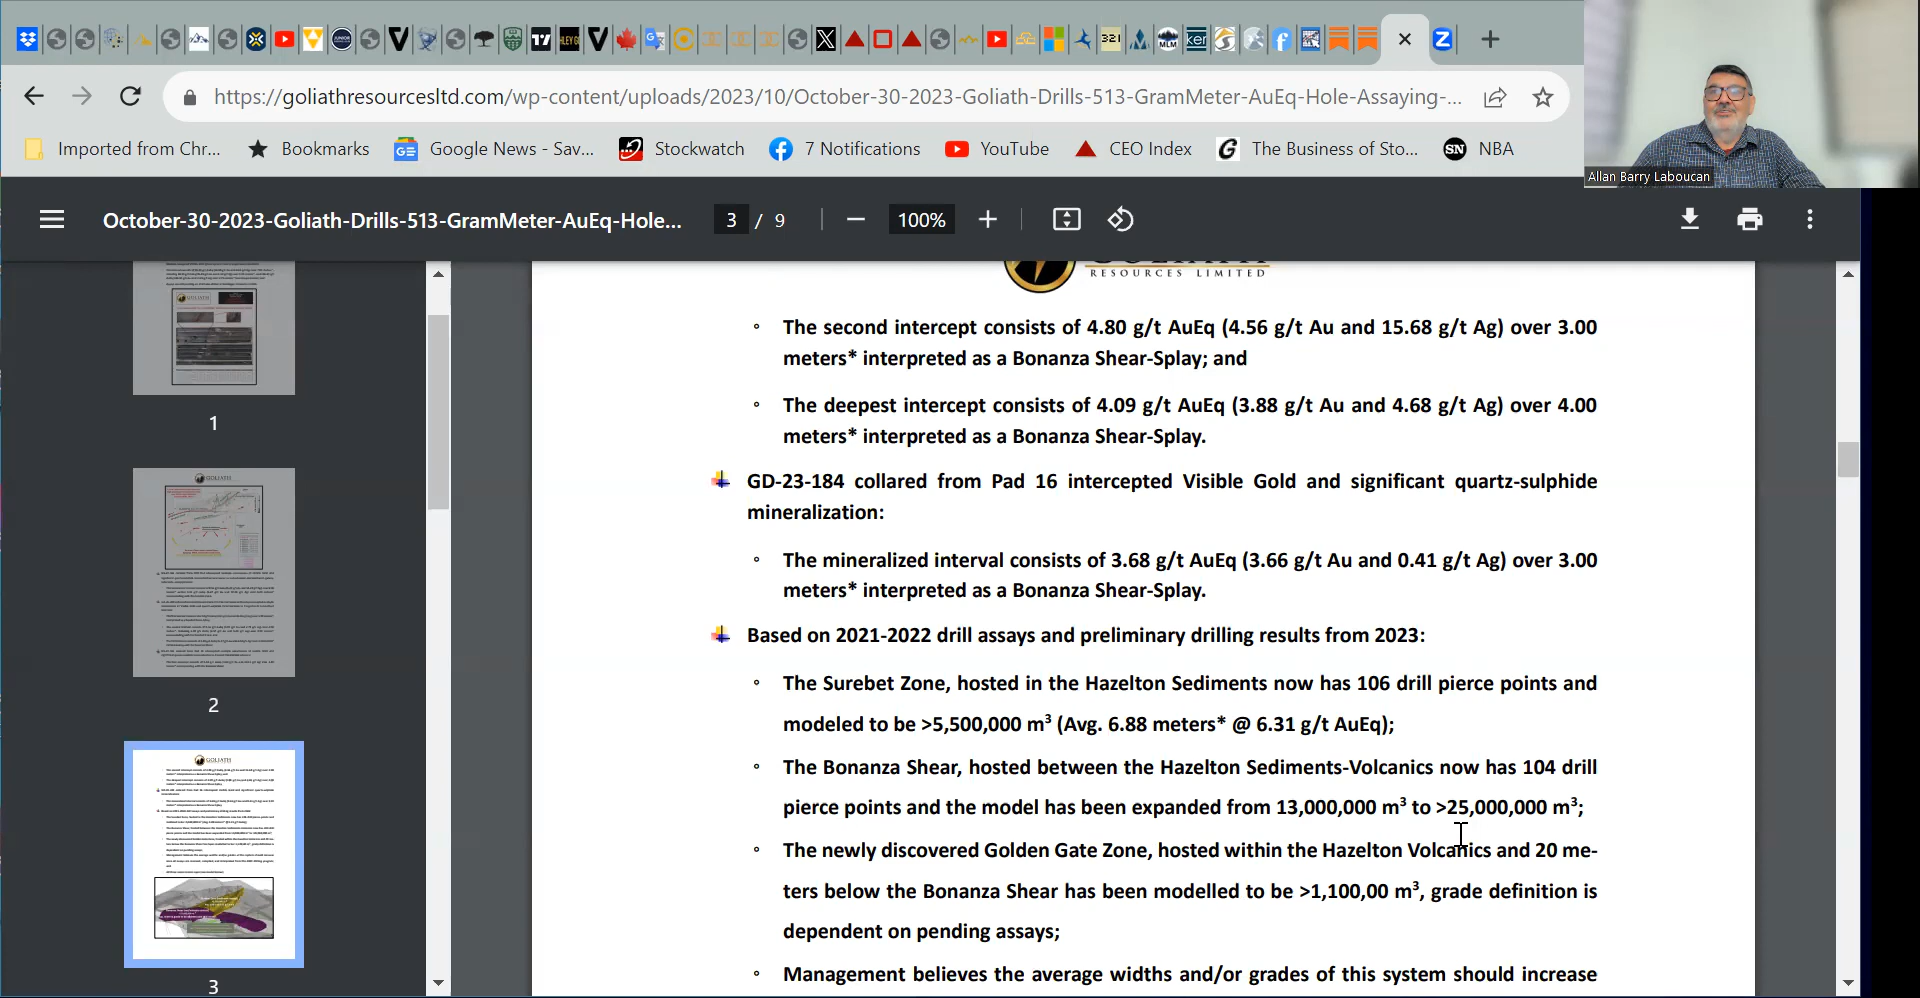 321
MLM
ker
HLEY GO
https://goliathresourcesltd.com/wp-content/uploads/2023/10/October-30-2023-Goliath-Drills-513-GramMeter-AuEq-Hole-Assaying-...
Imported from Chr...
Bookmarks
Google News - Sav...
Stockwatch
7 Notifications
YouTube
CEO Index
The Business of Sto...
SN
NBA
Allan Barry Laboucan
October-30-2023-Goliath-Drills-513-GramMeter-AuEq-Hole...
3 / 9
100%
1
2
GOLIATH
3
RESOURCES LIMITED
◦ The second intercept consists of 4.80 g/t AuEq (4.56 g/t Au and 15.68 g/t Ag) over 3.00
meters* interpreted as a Bonanza Shear-Splay; and
◦ The deepest intercept consists of 4.09 g/t AuEq (3.88 g/t Au and 4.68 g/t Ag) over 4.00
meters* interpreted as a Bonanza Shear-Splay.
GD-23-184 collared from Pad 16 intercepted Visible Gold and significant quartz-sulphide
mineralization:
◦ The mineralized interval consists of 3.68 g/t AuEq (3.66 g/t Au and 0.41 g/t Ag) over 3.00
meters* interpreted as a Bonanza Shear-Splay.
Based on 2021-2022 drill assays and preliminary drilling results from 2023:
◦ The Surebet Zone, hosted in the Hazelton Sediments now has 106 drill pierce points and
modeled to be >5,500,000 m³ (Avg. 6.88 meters* @ 6.31 g/t AuEq);
◦ The Bonanza Shear, hosted between the Hazelton Sediments-Volcanics now has 104 drill
pierce points and the model has been expanded from 13,000,000 m³ to >25,000,000 m³;
◦ The newly discovered Golden Gate Zone, hosted within the Hazelton Volcanics and 20 me-
ters below the Bonanza Shear has been modelled to be >1,100,00 m³, grade definition is
dependent on pending assays;
◦ Management believes the average widths and/or grades of this system should increase